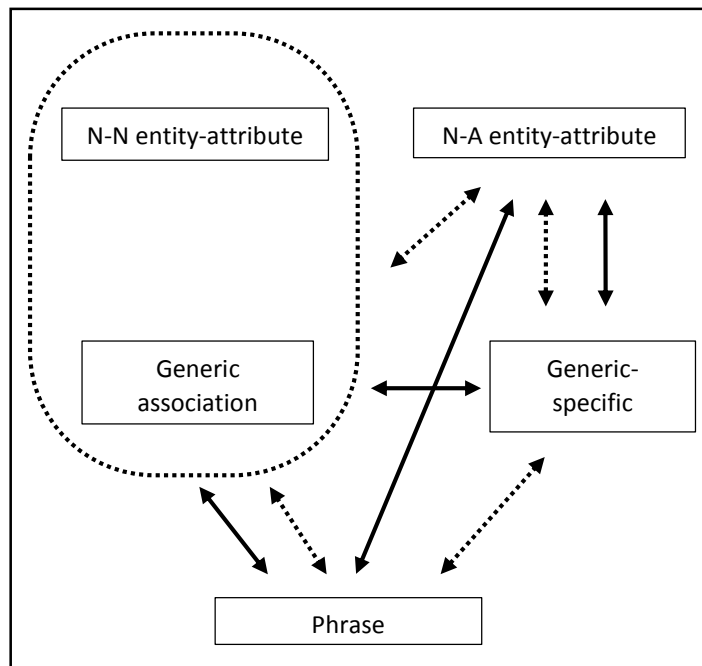 N-N entity-attribute
N-A entity-attribute
Generic
association
Generic-
specific
Phrase